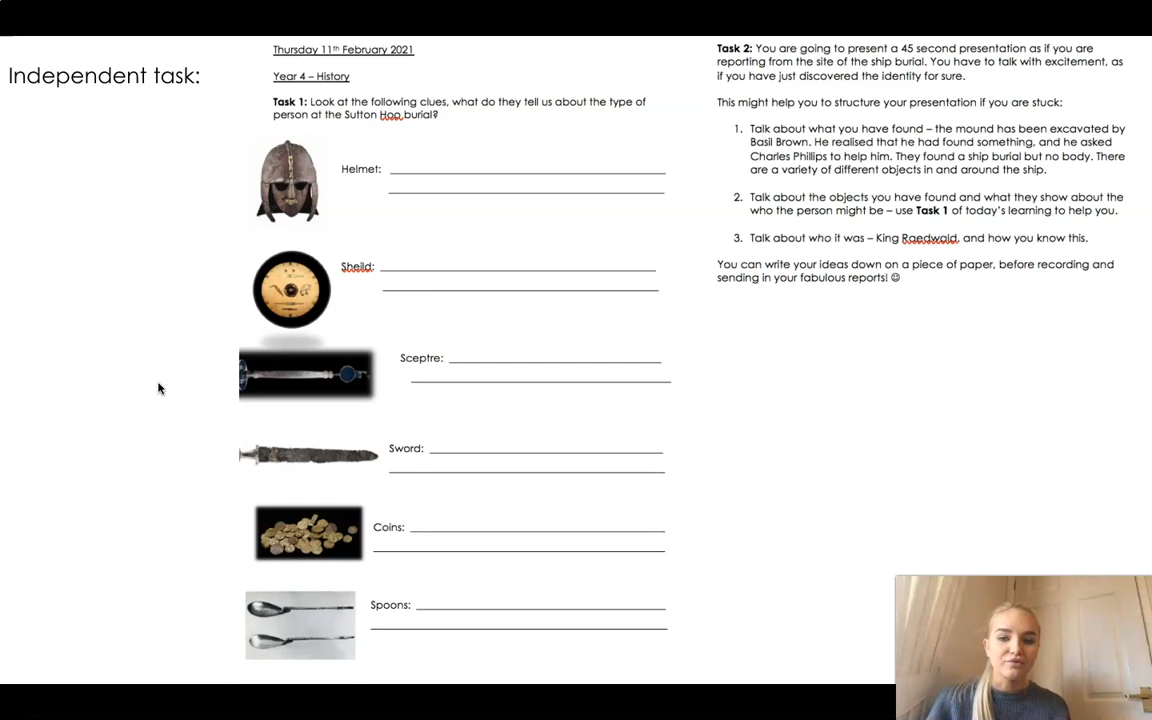 Independent task:
Thursday 11th February 2021
Year 4 – History
Task 1: Look at the following clues, what do they tell us about the type of
person at the Sutton Hoo burial?
Helmet:
Sheild:
Sceptre:
Sword:
Coins:
Spoons:
Task 2: You are going to present a 45 second presentation as if you are
reporting from the site of the ship burial. You have to talk with excitement, as
if you have just discovered the identity for sure.
This might help you to structure your presentation if you are stuck:
1. Talk about what you have found – the mound has been excavated by
Basil Brown. He realised that he had found something, and he asked
Charles Phillips to help him. They found a ship burial but no body. There
are a variety of different objects in and around the ship.
2. Talk about the objects you have found and what they show about the
who the person might be – use Task 1 of today's learning to help you.
3. Talk about who it was – King Raedwald, and how you know this.
You can write your ideas down on a piece of paper, before recording and
sending in your fabulous reports! ☺